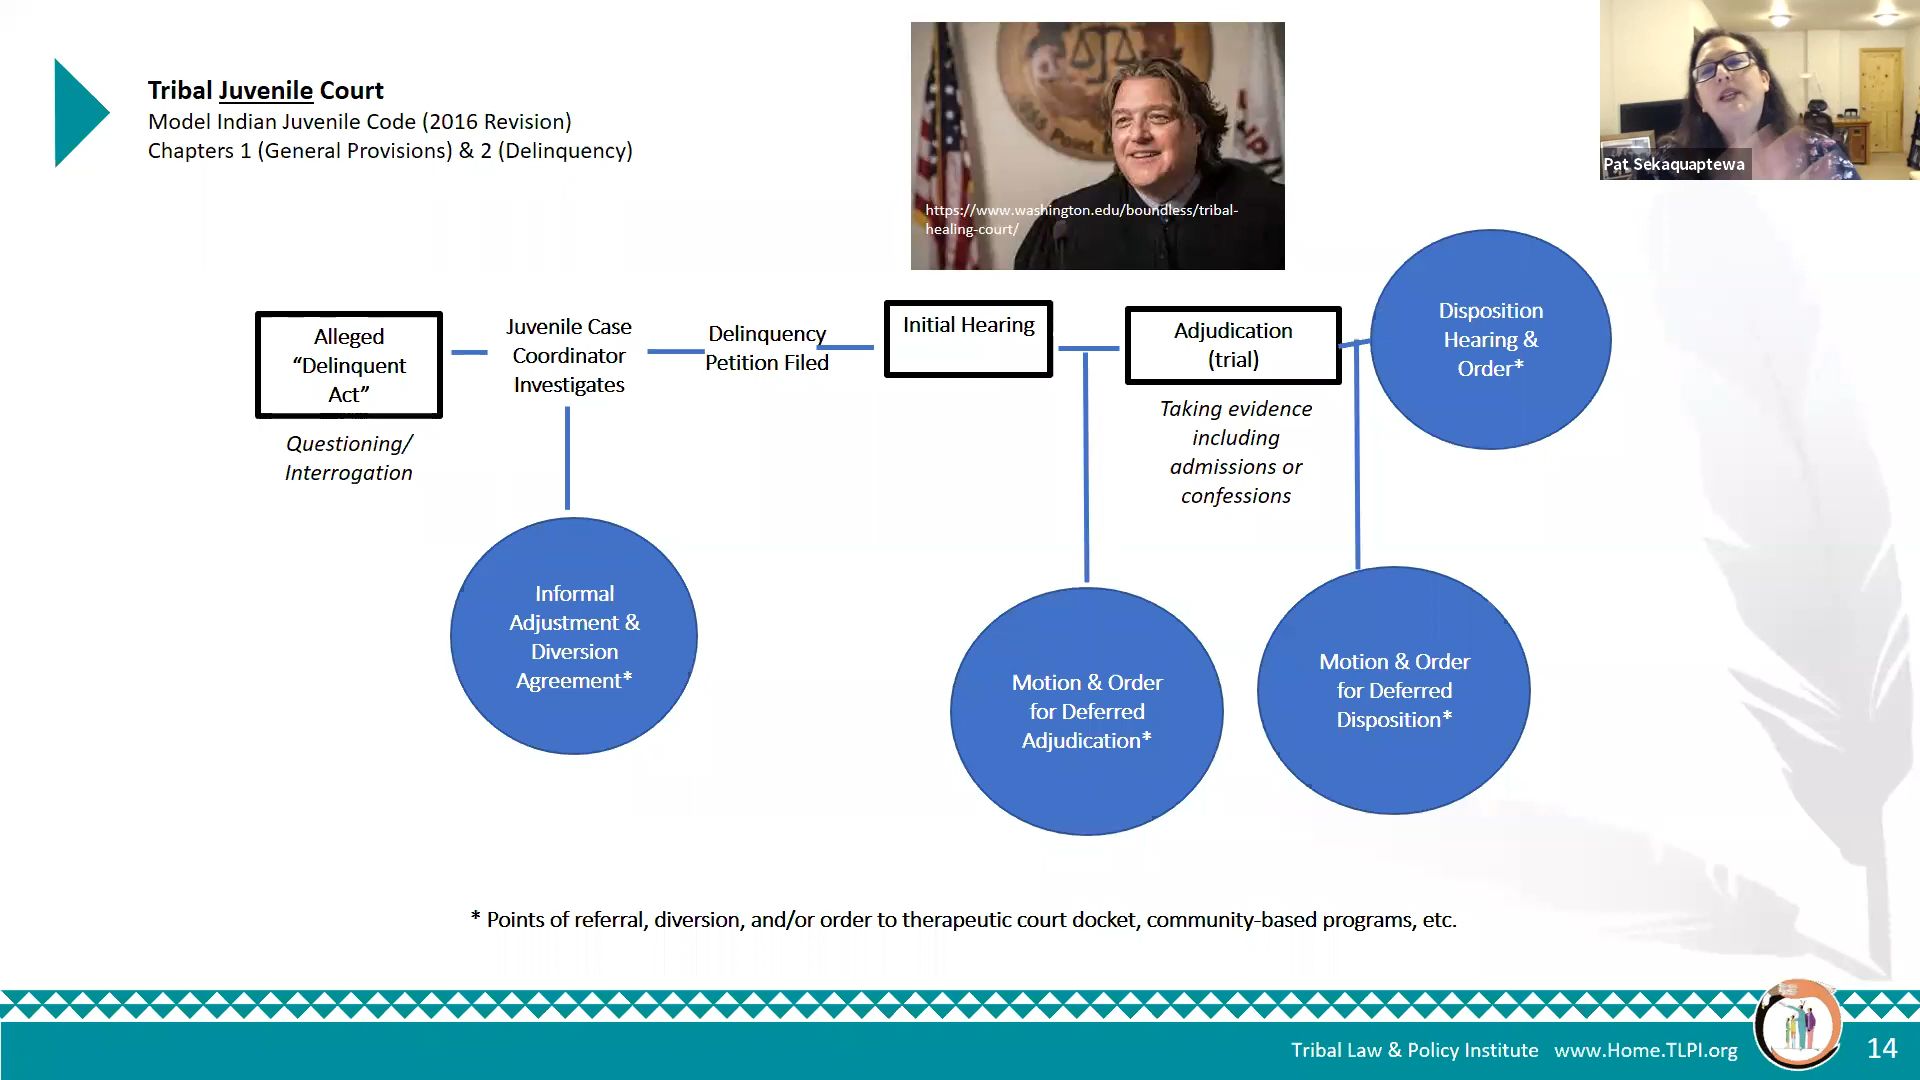 Tribal Juvenile Court
Model Indian Juvenile Code (2016 Revision)
Chapters 1 (General Provisions) & 2 (Delinquency)
https://www.washington.edu/boundless/tribal-
healing-court/
Pat Sekaquaptewa
Alleged
“Delinquent
Act”
Questioning/
Interrogation
Juvenile Case
Coordinator
Investigates
Delinquency
Petition Filed
Initial Hearing
Adjudication
(trial)
Taking evidence
including
admissions or
confessions
Disposition
Hearing &
Order*
Informal
Adjustment &
Diversion
Agreement*
Motion & Order
for Deferred
Adjudication*
Motion & Order
for Deferred
Disposition*
* Points of referral, diversion, and/or order to therapeutic court docket, community-based programs, etc.
Tribal Law & Policy Institute www.Home.TLPI.org
14